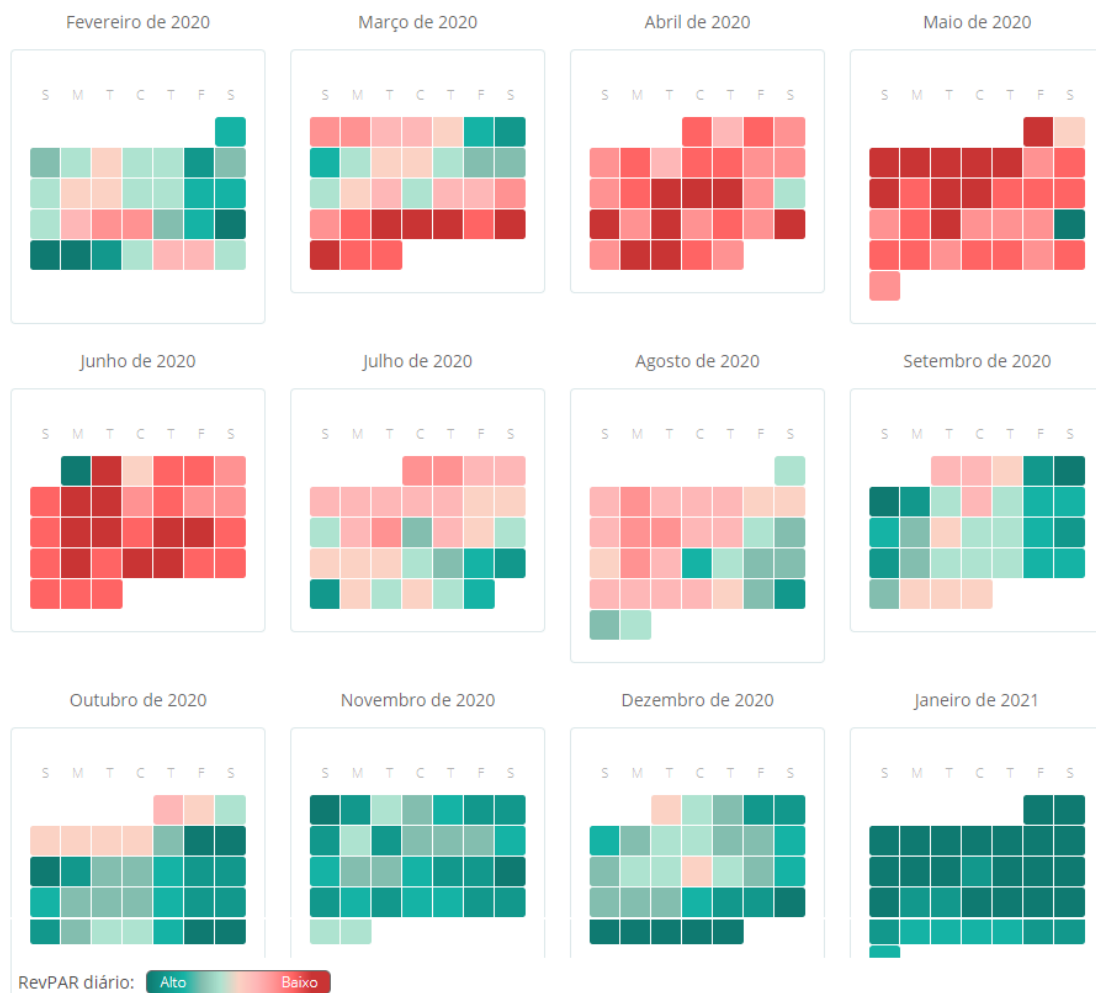 Fevereiro de 2020 Março de 2020 Abril de 2020 Maio de 2020
S M T C T F S S M T C T F S S M T C T F S S M T C T F S
Junho de 2020 Julho de 2020 Agosto de 2020 Setembro de 2020
S M T C T F S S M T C T F S S M T C T F S S M T C T F S
Outubro de 2020 Novembro de 2020 Dezembro de 2020 Janeiro de 2021
S M T C T F S S M T C T F S S M T C T F S S M T C T F S
RevPAR diário: Alto Baixo